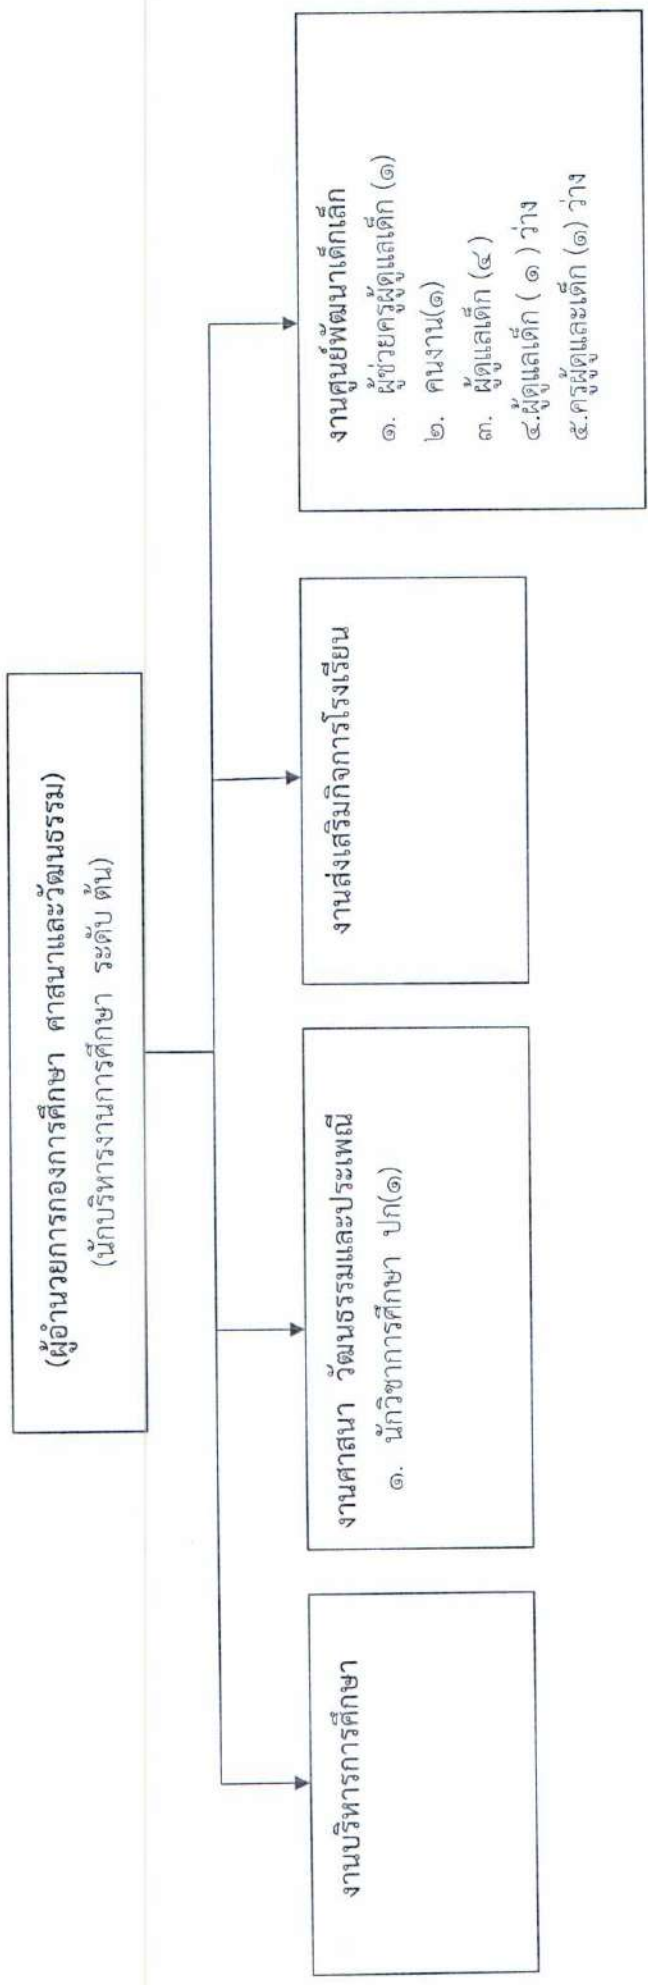 (ผู้อำนวยการกองการศึกษา ศาสนาและวัฒนธรรม)
(นักบริหารงานการศึกษา ระดับ ต้น)
งานบริหารการศึกษา
งานศาสนา วัฒนธรรมและประเพณี
๑. นักวิชาการศึกษา ปก(๑)
งานส่งเสริมกิจการโรงเรียน
งานศูนย์พัฒนาเด็กเล็ก
๑. ผู้ช่วยครูผู้ดูแลเด็ก (๑)
๒. คนงาน(๑)
๓. ผู้ดูแลเด็ก (๔)
๔.ผู้ดูแลเด็ก ( ๑ ) ว่าง
๕.ครูผู้ดูและเด็ก (๑) ว่าง